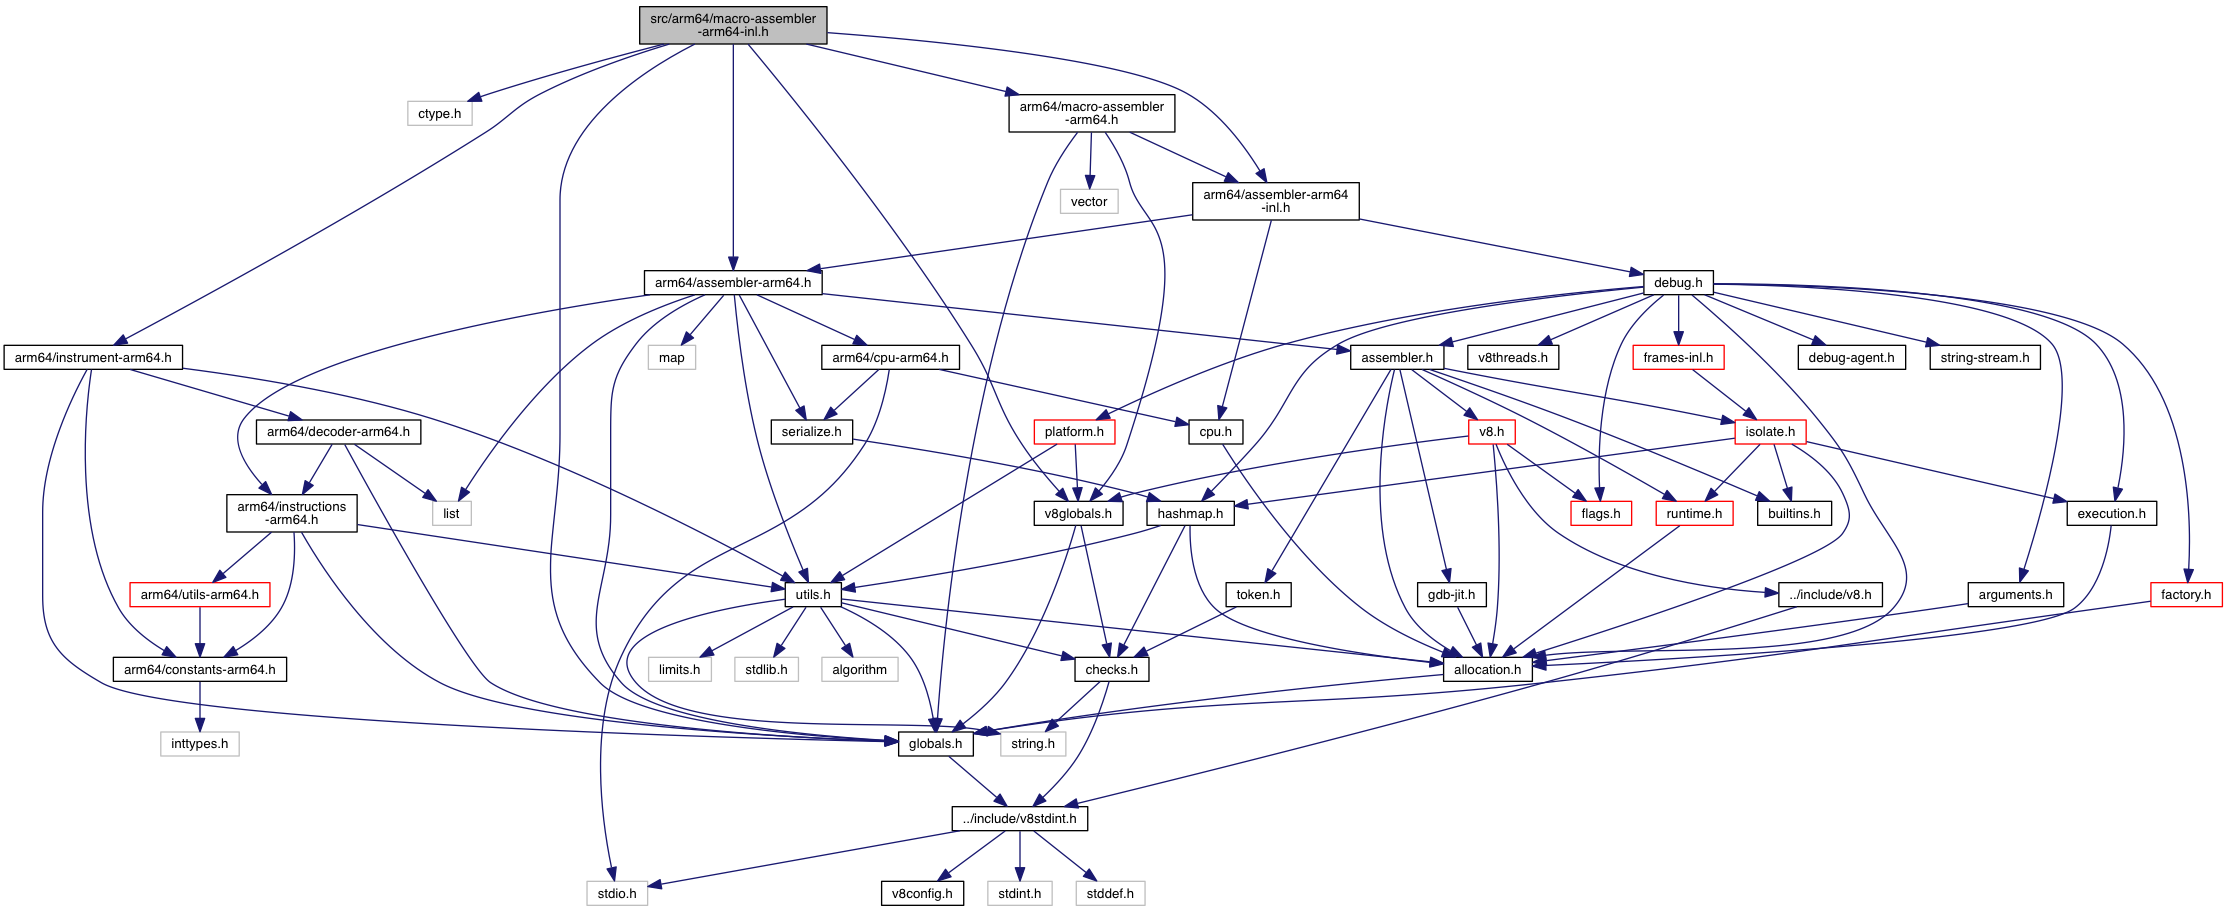 src/arm64/macro-assembler
-arm64-inl.h
ctype.h
arm64/macro-assembler
-arm64.h
vector
arm64/assembler-arm64
-inl.h
arm64/assembler-arm64.h
debug.h
arm64/instrument-arm64.h
map
arm64/cpu-arm64.h
assembler.h
v8threads.h
frames-inl.h
debug-agent.h
string-stream.h
arm64/decoder-arm64.h
serialize.h
platform.h
cpu.h
v8.h
isolate.h
arm64/instructions
-arm64.h
list
v8globals.h
hashmap.h
flags.h
runtime.h
builtins.h
execution.h
arm64/utils-arm64.h
utils.h
token.h
gdb-jit.h
../include/v8.h
arguments.h
factory.h
arm64/constants-arm64.h
limits.h
stdlib.h
algorithm
checks.h
allocation.h
inttypes.h
globals.h
string.h
../include/v8stdint.h
stdio.h
v8config.h
stdint.h
stddef.h